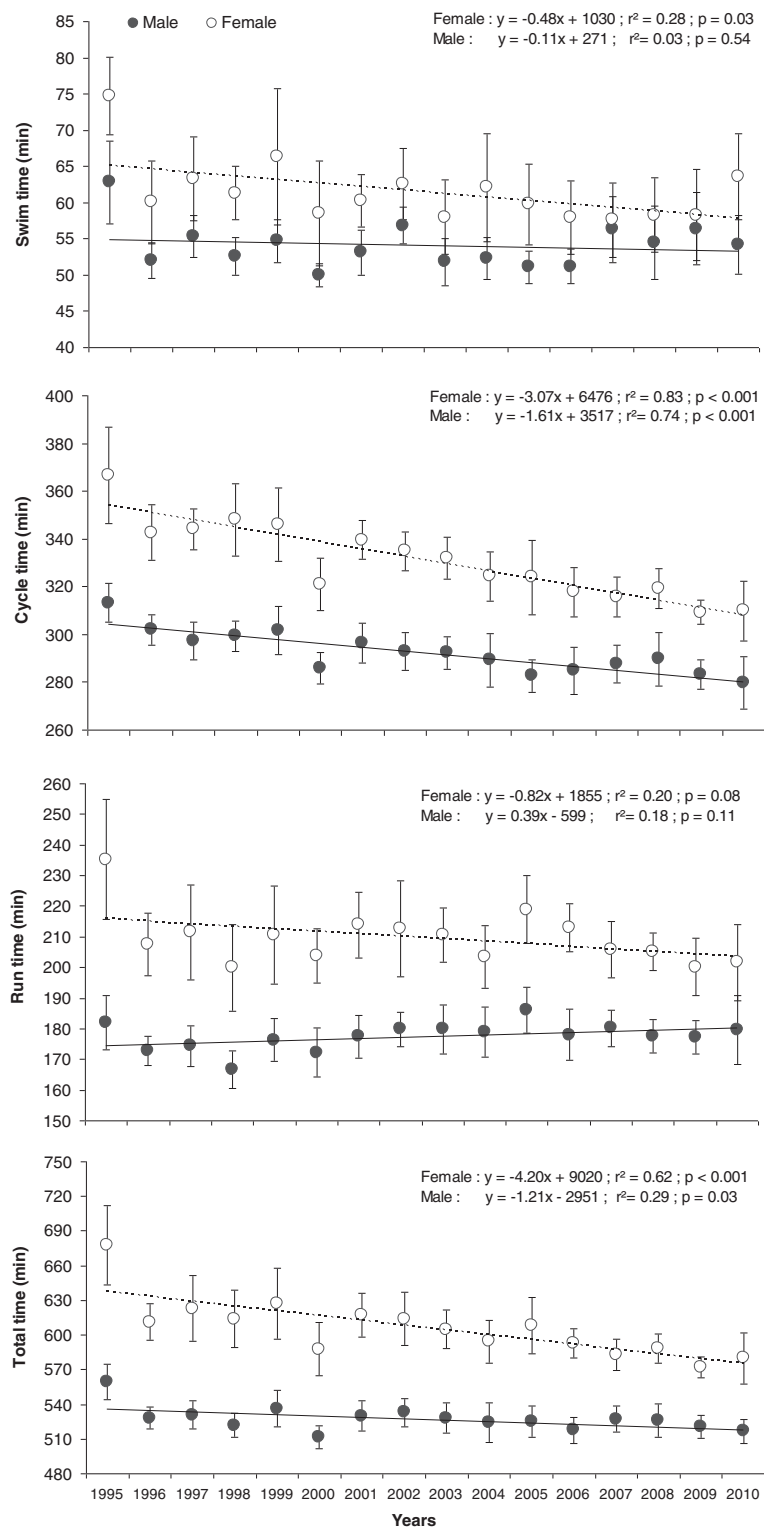 Male Female
Female : y = -0.48x + 1030 ; r² = 0.28 ; p = 0.03
Male : y = -0.11x + 271 ; r²= 0.03 ; p = 0.54
85
80
75
70
65
60
55
50
45
40
Swim time (min)
Female : y = -3.07x + 6476 ; r² = 0.83 ; p < 0.001
Male : y = -1.61x + 3517 ; r²= 0.74 ; p < 0.001
400
380
360
340
320
300
280
260
Cycle time (min)
Female : y = -0.82x + 1855 ; r² = 0.20 ; p = 0.08
Male : y = 0.39x - 599 ; r²= 0.18 ; p = 0.11
260
250
240
230
220
210
200
190
180
170
160
150
Run time (min)
Female : y = -4.20x + 9020 ; r² = 0.62 ; p < 0.001
Male : y = -1.21x - 2951 ; r²= 0.29 ; p = 0.03
750
720
690
660
630
600
570
540
510
480
Total time (min)
1995 1996 1997 1998 1999 2000 2001 2002 2003 2004 2005 2006 2007 2008 2009 2010
Years